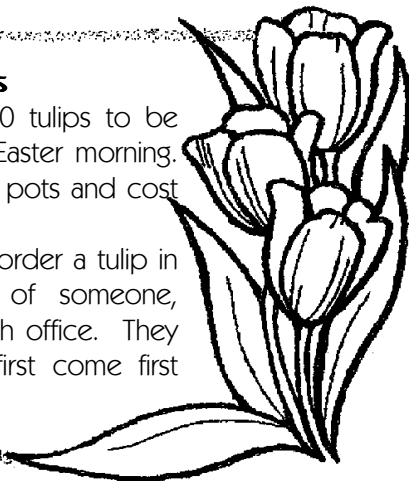 s
0 tulips to be
Easter morning.
pots and cost
order a tulip in
of someone,
h office. They
first come first